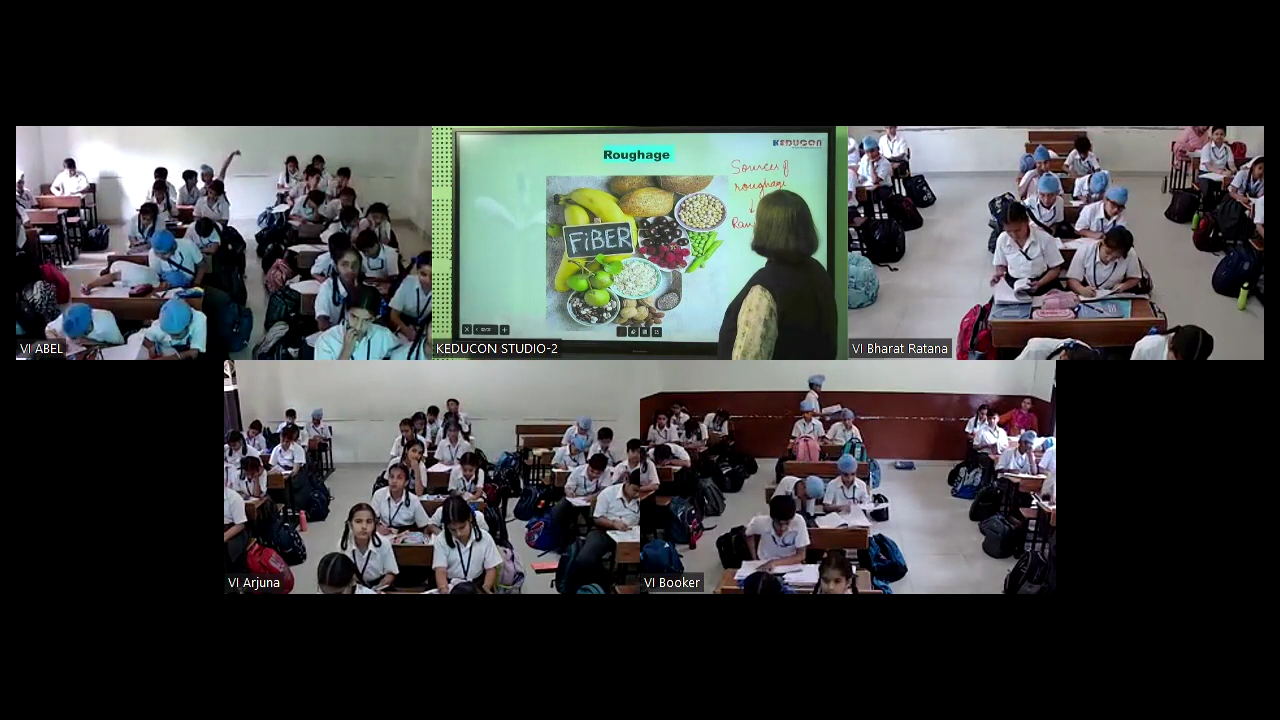 Roughage
KEDUCON
Sources of
roughage
↓
FiBER
VI ABEL
KEDUCON STUDIO-2
VI Bharat Ratana
VI Arjuna
VI Booker